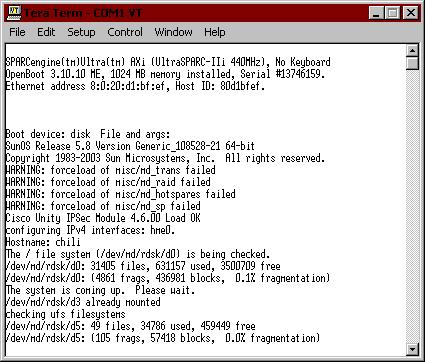 Tera Term - COM1 VT
File Edit Setup Control Window Help
SPARCengine(tm)Ultra(tm) AXi (UltraSPARC-IIi 440MHz), No Keyboard
OpenBoot 3.10.10 ME, 1024 MB memory installed, Serial #13746159.
Ethernet address 8:0:20:d1:bf:ef, Host ID: 80d1bfef.
Boot device: disk  File and args:
SunOS Release 5.8 Version Generic_108528-21 64-bit
Copyright 1983-2003 Sun Microsystems, Inc.  All rights reserved.
WARNING: forceload of misc/md_trans failed
WARNING: forceload of misc/md_raid failed
WARNING: forceload of misc/md_hotspares failed
WARNING: forceload of misc/md_sp failed
Cisco Unity IPSec Module 4.6.00 Load OK
configuring IPv4 interfaces: hme0.
Hostname: chili
The / file system (/dev/md/rdsk/d0) is being checked.
/dev/md/rdsk/d0: 31405 files, 631157 used, 3500709 free
/dev/md/rdsk/d0: (4861 frags, 436981 blocks,  0.1% fragmentation)
The system is coming up.  Please wait.
/dev/md/rdsk/d3 already mounted
checking ufs filesystems
/dev/md/rdsk/d5: 49 files, 34786 used, 459449 free
/dev/md/rdsk/d5: (105 frags, 57418 blocks,  0.0% fragmentation)